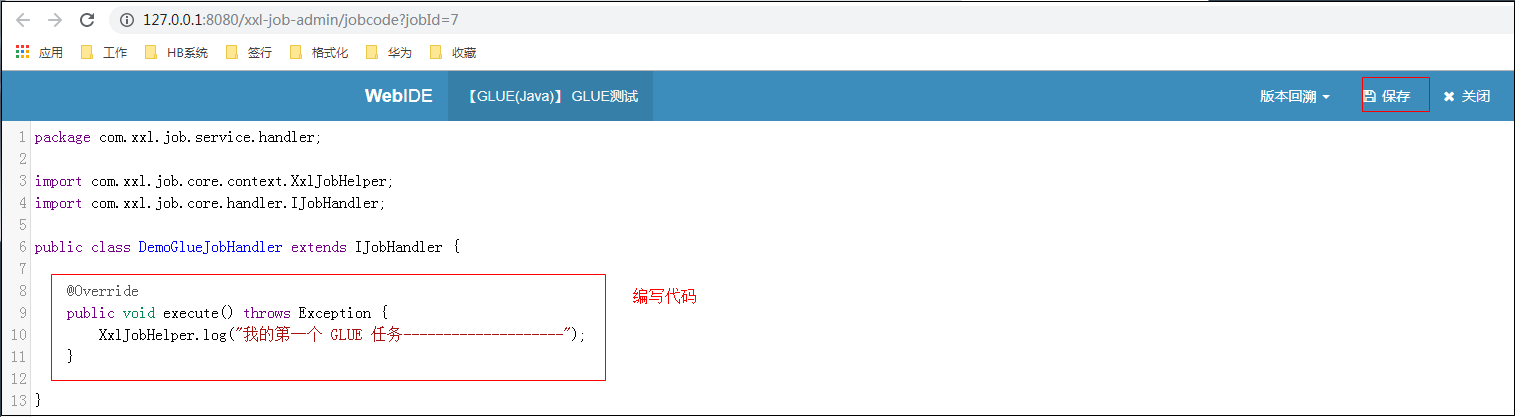 127.0.0.1:8080/xxl-job-admin/jobcode?jobId=7
应用 工作 HB系统 签行 格式化 华为 收藏
WebIDE 【GLUE(Java)】 GLUE测试 版本回溯 保存 × 关闭
1 package com.xxl.job.service.handler;
2
3 import com.xxl.job.core.context.XxlJobHelper;
4 import com.xxl.job.core.handler.IJobHandler;
5
6 public class DemoGlueJobHandler extends IJobHandler {
7
8 @Override
编写代码
9 public void execute() throws Exception {
10 XxlJobHelper.log("我的第一个 GLUE 任务--------------------");
11 }
12
13 }